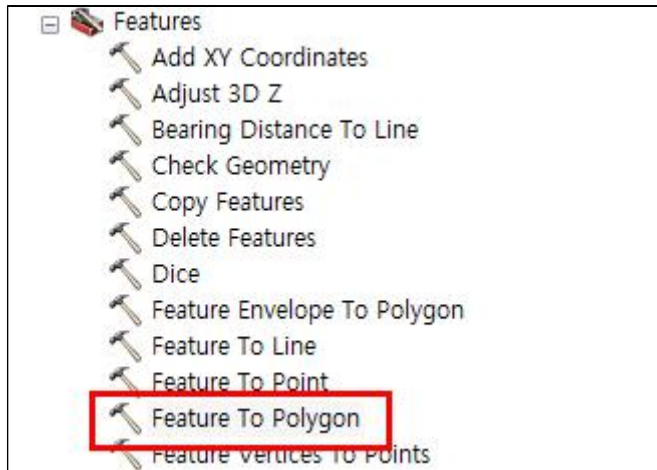 Features
Add XY Coordinates
Adjust 3D Z
Bearing Distance To Line
Check Geometry
Copy Features
Delete Features
Dice
Feature Envelope To Polygon
Feature To Line
Feature To Point
Feature To Polygon
Feature Vertices To Points